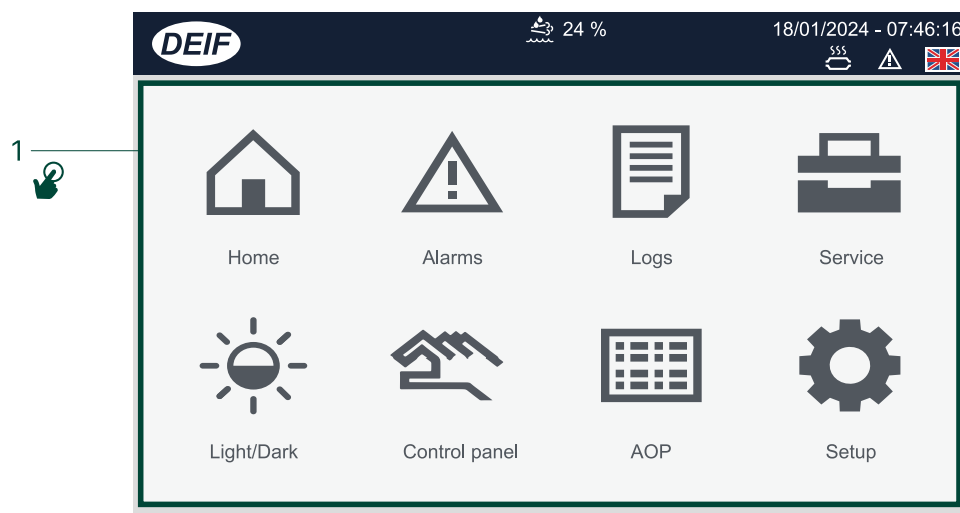 DEIF
24 %
18/01/2024 - 07:46:16
1
Home
Alarms
Logs
Service
Light/Dark
Control panel
AOP
Setup